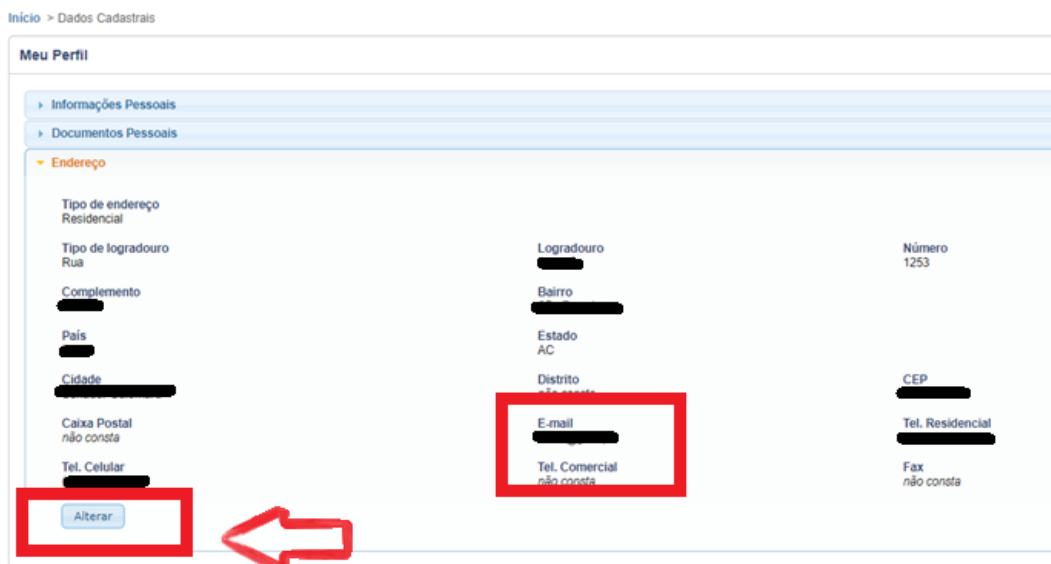 Início > Dados Cadastrais
Meu Perfil
Informações Pessoais
Documentos Pessoais
Endereço
Tipo de endereço
Residencial
Tipo de logradouro
Rua
Logradouro
Número
1253
Complemento
Bairro
País
Estado
AC
Cidade
Distrito
não consta
CEP
Caixa Postal
não consta
E-mail
Tel. Residencial
Tel. Celular
Tel. Comercial
não consta
Fax
não consta
Alterar